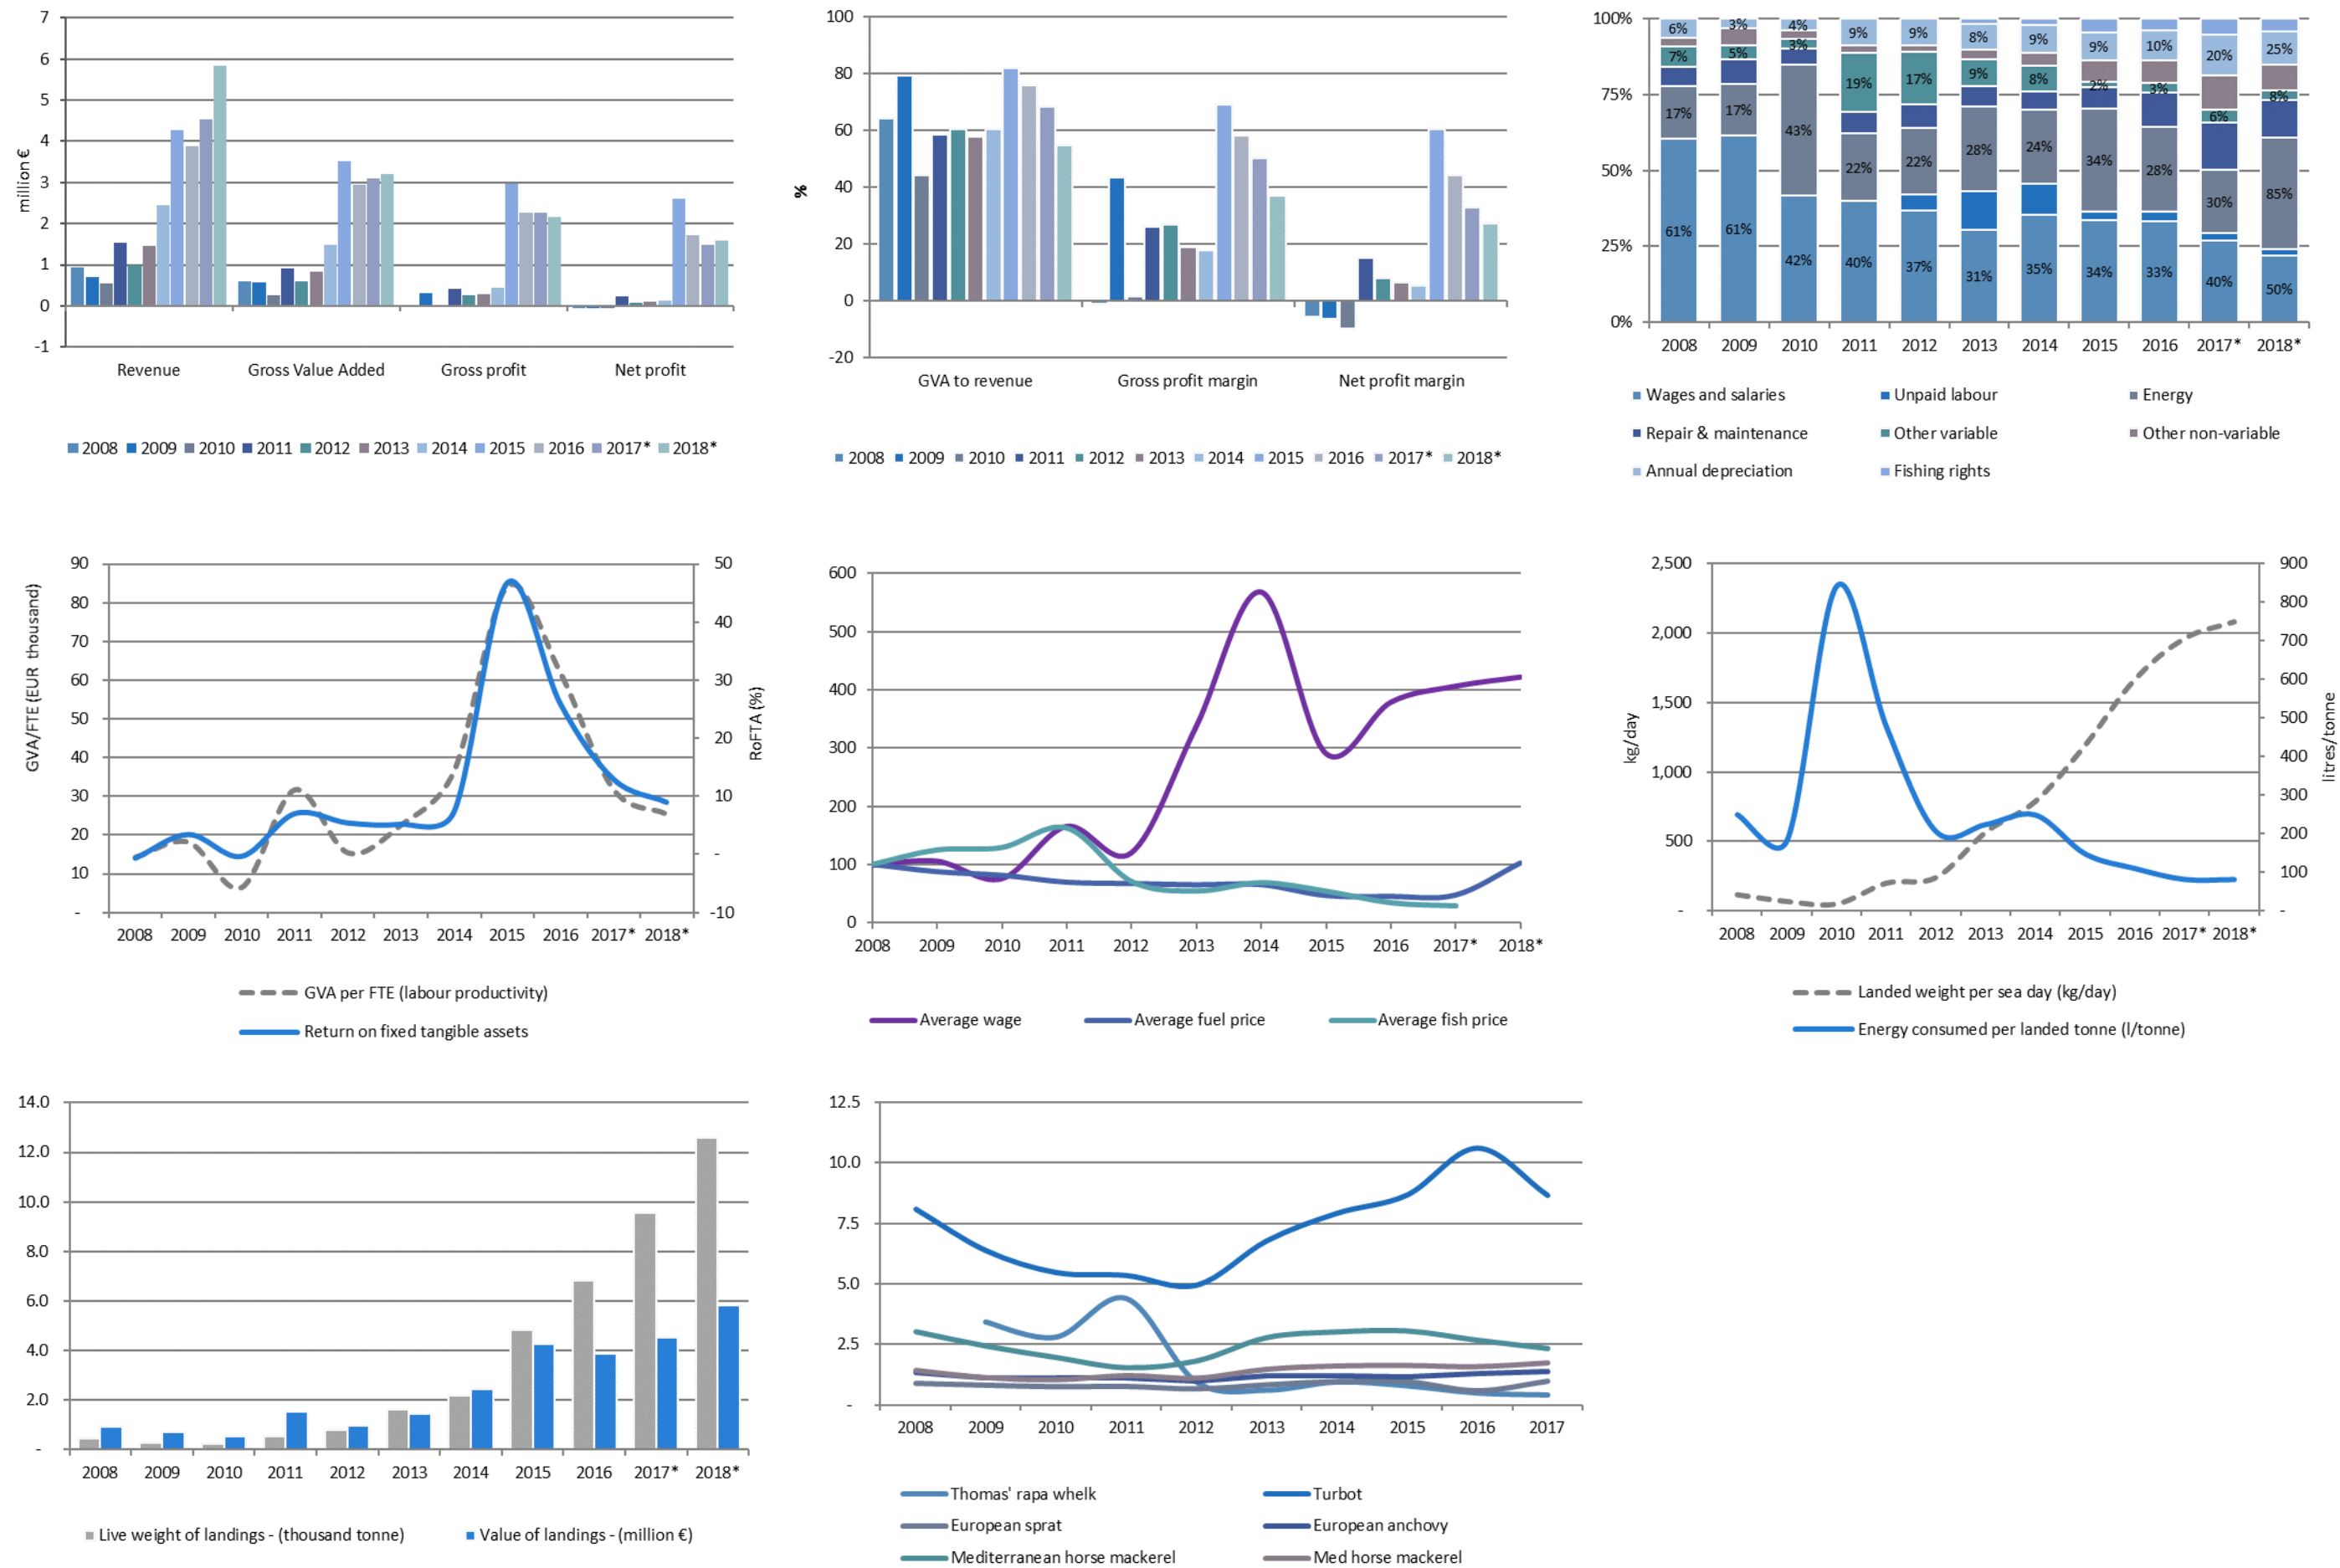 7
6
5
4
3
2
1
0
-1
million €
Revenue Gross Value Added Gross profit Net profit
2008 2009 2010 2011 2012 2013 2014 2015 2016 2017* 2018*
100
80
60
40
20
0
-20
%
GVA to revenue Gross profit margin Net profit margin
2008 2009 2010 2011 2012 2013 2014 2015 2016 2017* 2018*
100%
75%
50%
25%
0%
6% 3% 4% 9% 9% 8% 9% 9% 10% 20% 25%
7% 5% 3% 19% 17% 9% 8% 2% 3% 6% 8%
17% 17% 43% 22% 22% 28% 24% 34% 28% 30% 85%
61% 61% 42% 40% 37% 31% 35% 34% 33% 40% 50%
2008 2009 2010 2011 2012 2013 2014 2015 2016 2017* 2018*
Wages and salaries Unpaid labour Energy
Repair & maintenance Other variable Other non-variable
Annual depreciation Fishing rights
GVA/FTE (EUR thousand)
90
80
70
60
50
40
30
20
10
-
50
40
30
20
10
-
-10
RoFTA (%)
2008 2009 2010 2011 2012 2013 2014 2015 2016 2017* 2018*
GVA per FTE (labour productivity)
Return on fixed tangible assets
600
500
400
300
200
100
0
2008 2009 2010 2011 2012 2013 2014 2015 2016 2017* 2018*
Average wage Average fuel price Average fish price
kg/day
2,500
2,000
1,500
1,000
500
-
900
800
700
600
500
400
300
200
100
-
litres/tonne
2008 2009 2010 2011 2012 2013 2014 2015 2016 2017* 2018*
Landed weight per sea day (kg/day)
Energy consumed per landed tonne (l/tonne)
14.0
12.0
10.0
8.0
6.0
4.0
2.0
-
2008 2009 2010 2011 2012 2013 2014 2015 2016 2017* 2018*
Live weight of landings - (thousand tonne) Value of landings - (million €)
12.5
10.0
7.5
5.0
2.5
-
2008 2009 2010 2011 2012 2013 2014 2015 2016 2017
Thomas' rapa whelk Turbot
European sprat European anchovy
Mediterranean horse mackerel Med horse mackerel